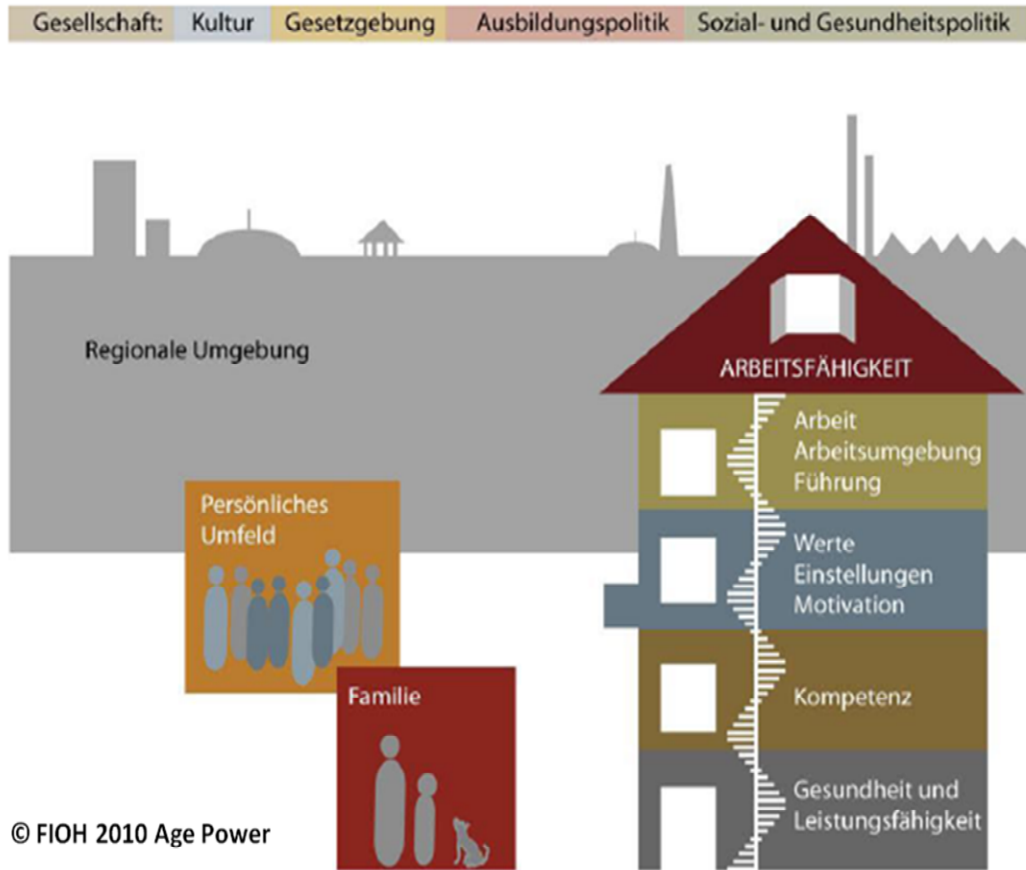 Gesellschaft: Kultur Gesetzgebung Ausbildungspolitik Sozial- und Gesundheitspolitik
Regionale Umgebung
ARBEITSFÄHIGKEIT
Arbeit
Arbeitsumgebung
Führung
Persönliches
Umfeld
Werte
Einstellungen
Motivation
Familie
Kompetenz
Gesundheit und
Leistungsfähigkeit
© FIOH 2010 Age Power